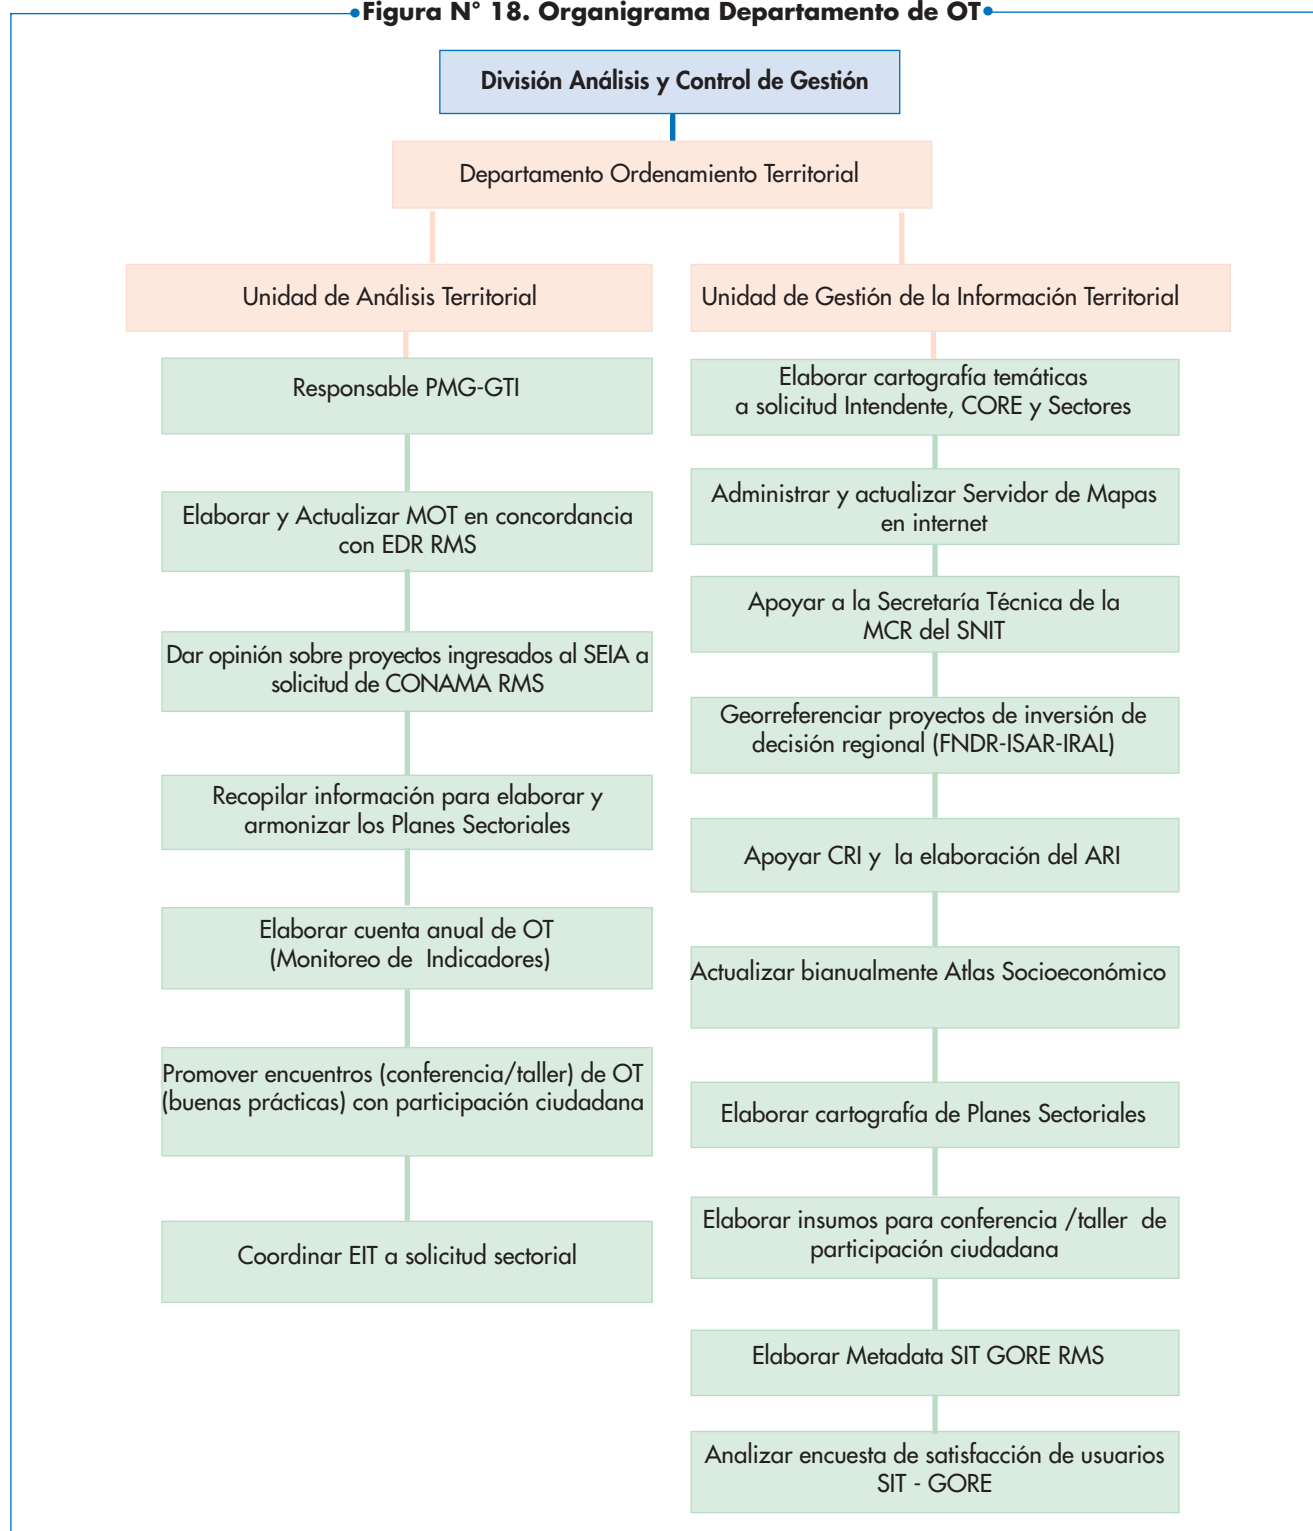 Figura N° 18. Organigrama Departamento de OT
División Análisis y Control de Gestión
Departamento Ordenamiento Territorial
Unidad de Análisis Territorial
Responsable PMG-GTI
Elaborar y Actualizar MOT en concordancia
con EDR RMS
Dar opinión sobre proyectos ingresados al SEIA a
solicitud de CONAMA RMS
Recopilar información para elaborar y
armonizar los Planes Sectoriales
Elaborar cuenta anual de OT
(Monitoreo de Indicadores)
Promover encuentros (conferencia/taller) de OT
(buenas prácticas) con participación ciudadana
Coordinar EIT a solicitud sectorial
Unidad de Gestión de la Información Territorial
Elaborar cartografía temáticas
a solicitud Intendente, CORE y Sectores
Administrar y actualizar Servidor de Mapas
en internet
Apoyar a la Secretaría Técnica de la
MCR del SNIT
Georreferenciar proyectos de inversión de
decisión regional (FNDR-ISAR-IRAL)
Apoyar CRI y la elaboración del ARI
Actualizar bianualmente Atlas Socioeconómico
Elaborar cartografía de Planes Sectoriales
Elaborar insumos para conferencia /taller de
participación ciudadana
Elaborar Metadata SIT GORE RMS
Analizar encuesta de satisfacción de usuarios
SIT - GORE